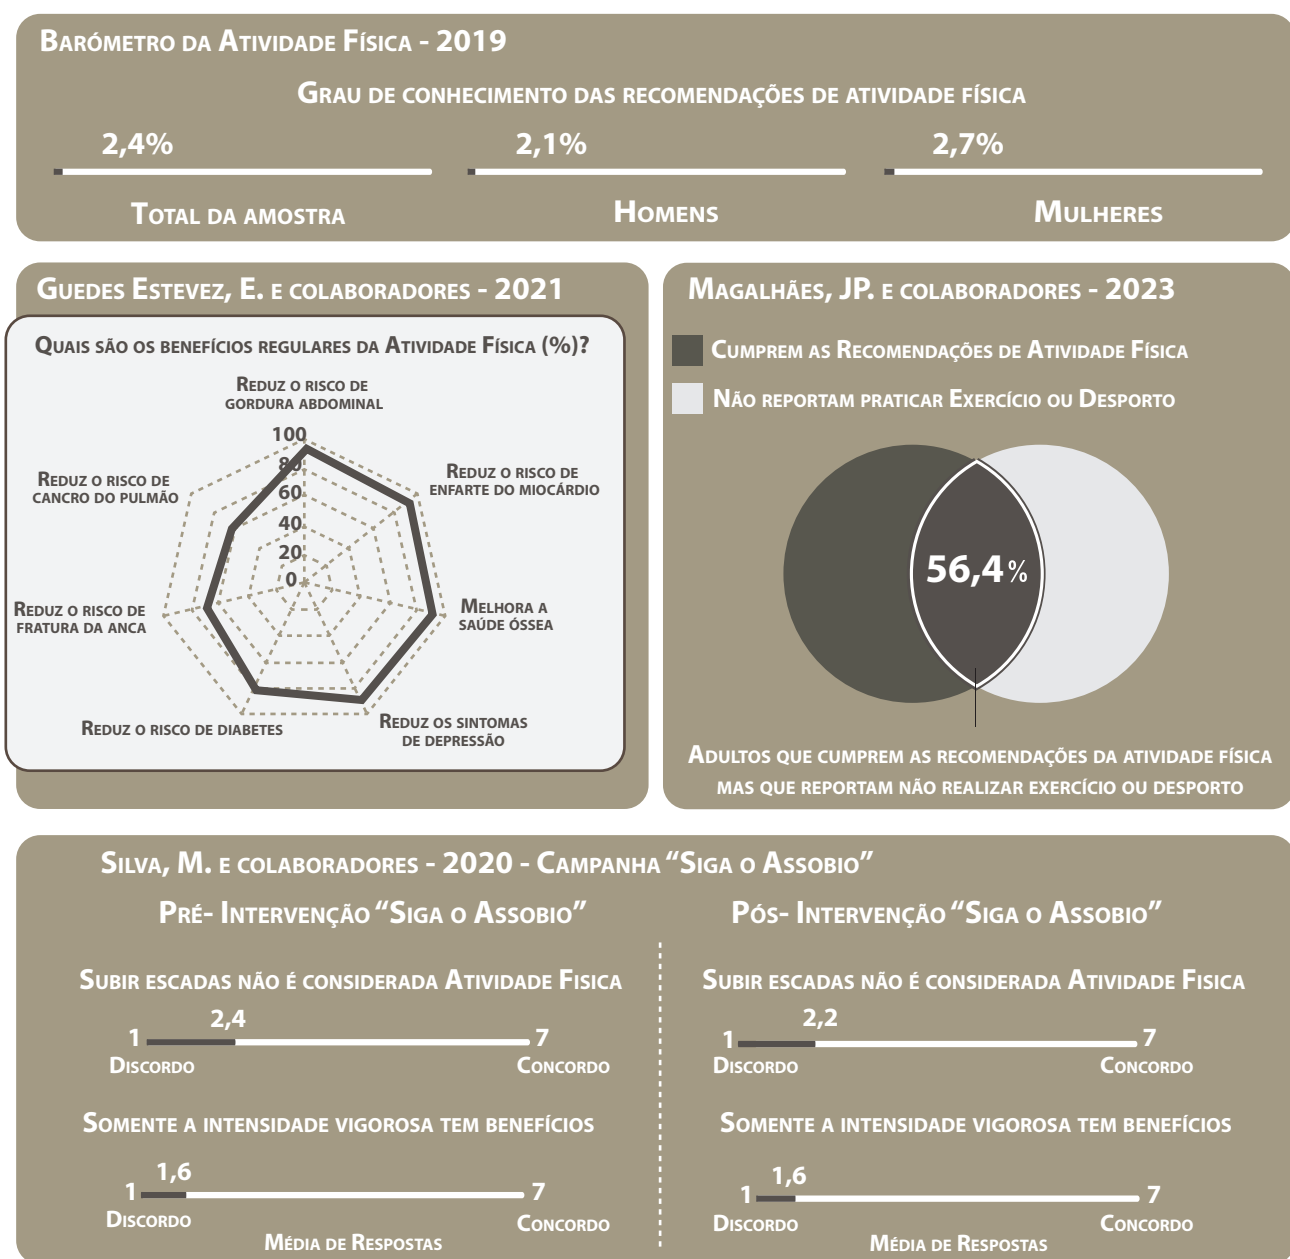 Barómetro da Atividade Física - 2019
Grau de conhecimento das recomendações de atividade física
2,4%
Total da amostra
2,1%
Homens
2,7%
Mulheres
Guedes Estevez, E. e colaboradores - 2021
Quais são os benefícios regulares da Atividade Física (%)?
Reduz o risco de
gordura abdominal
100
80
60
40
20
0
Reduz o risco de
enfarte do miocárdio
Melhora a
saúde óssea
Reduz os sintomas
de depressão
Reduz o risco de diabetes
Reduz o risco de
fratura da anca
Reduz o risco de
cancro do pulmão
Magalhães, JP. e colaboradores - 2023
Cumprem as Recomendações de Atividade Física
Não reportam praticar Exercício ou Desporto
56,4%
Adultos que cumprem as recomendações da atividade física
mas que reportam não realizar exercício ou desporto
Silva, M. e colaboradores - 2020 - Campanha “Siga o Assobio”
Pré- Intervenção “Siga o Assobio”
Subir escadas não é considerada Atividade Fisica
2,4
1 7
Discordo Concordo
Somente a intensidade vigorosa tem benefícios
1,6
1 7
Discordo Concordo
Média de Respostas
Pós- Intervenção “Siga o Assobio”
Subir escadas não é considerada Atividade Fisica
2,2
1 7
Discordo Concordo
Somente a intensidade vigorosa tem benefícios
1,6
1 7
Discordo Concordo
Média de Respostas